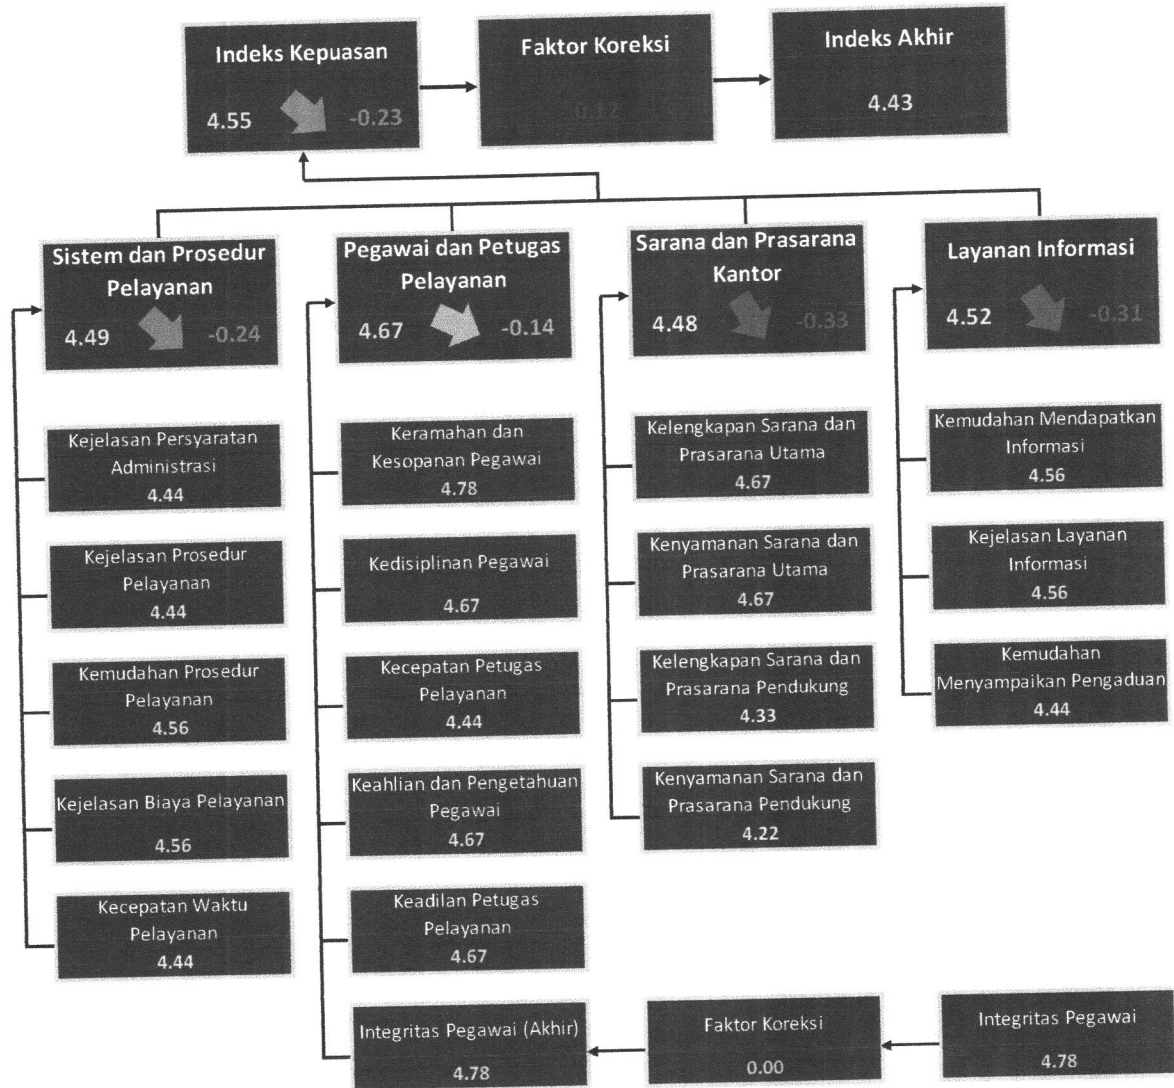 Indeks Kepuasan
4.55 -0.23
Faktor Koreksi
0.12
Indeks Akhir
4.43
Sistem dan Prosedur
Pelayanan
4.49 -0.24
Pegawai dan Petugas
Pelayanan
4.67 -0.14
Sarana dan Prasarana
Kantor
4.48 -0.33
Layanan Informasi
4.52 -0.31
Kejelasan Persyaratan
Administrasi
4.44
Kejelasan Prosedur
Pelayanan
4.44
Kemudahan Prosedur
Pelayanan
4.56
Kejelasan Biaya Pelayanan
4.56
Kecepatan Waktu
Pelayanan
4.44
Keramahan dan
Kesopanan Pegawai
4.78
Kedisiplinan Pegawai
4.67
Kecepatan Petugas
Pelayanan
4.44
Keahlian dan Pengetahuan
Pegawai
4.67
Keadilan Petugas
Pelayanan
4.67
Integritas Pegawai (Akhir)
4.78
Faktor Koreksi
0.00
Integritas Pegawai
4.78
Kelengkapan Sarana dan
Prasarana Utama
4.67
Kenyamanan Sarana dan
Prasarana Utama
4.67
Kelengkapan Sarana dan
Prasarana Pendukung
4.33
Kenyamanan Sarana dan
Prasarana Pendukung
4.22
Kemudahan Mendapatkan
Informasi
4.56
Kejelasan Layanan
Informasi
4.56
Kemudahan
Menyampaikan Pengaduan
4.44